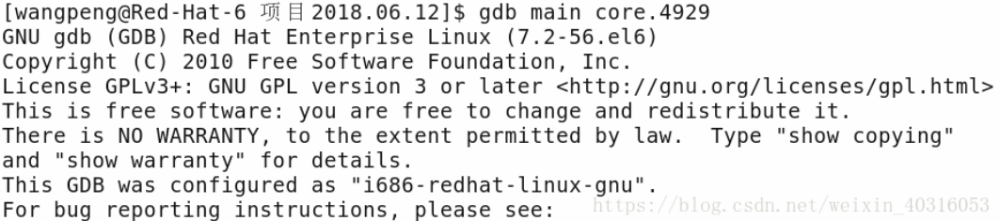 [wangpeng@Red-Hat-6 项目2018.06.12]$ gdb main core.4929
GNU gdb (GDB) Red Hat Enterprise Linux (7.2-56.el6)
Copyright (C) 2010 Free Software Foundation, Inc.
License GPLv3+: GNU GPL version 3 or later <http://gnu.org/licenses/gpl.html>
This is free software: you are free to change and redistribute it.
There is NO WARRANTY, to the extent permitted by law.  Type "show copying"
and "show warranty" for details.
This GDB was configured as "i686-redhat-linux-gnu".
For bug reporting instructions, please see:
https://blog.csdn.net/weixin_40316053